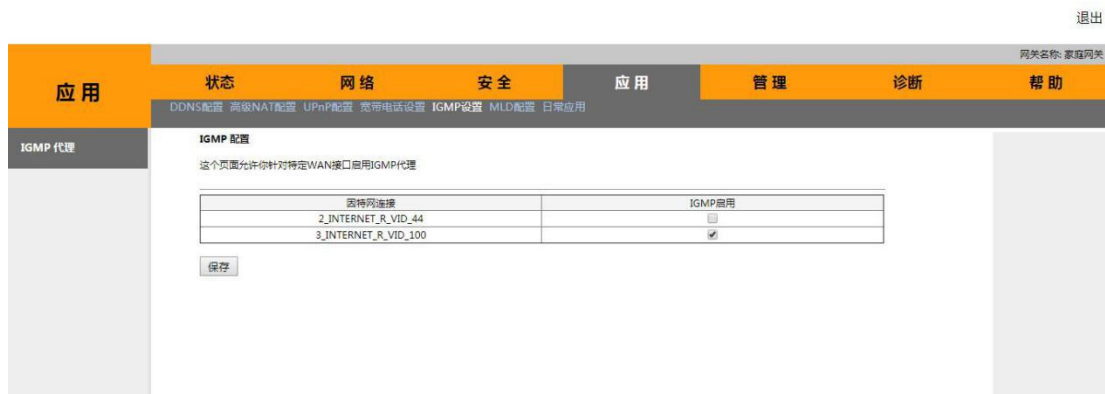 退出
网关名称: 家庭网关
应用
状态 网络 安全 应用 管理 诊断 帮助
DDNS配置 高级NAT配置 UPnP配置 宽带电话设置 IGMP设置 MLD配置 日常应用
IGMP 代理
IGMP 配置
这个页面允许你针对特定WAN接口启用IGMP代理
因特网连接 IGMP启用
2_INTERNET_R_VID_44
3_INTERNET_R_VID_100
保存